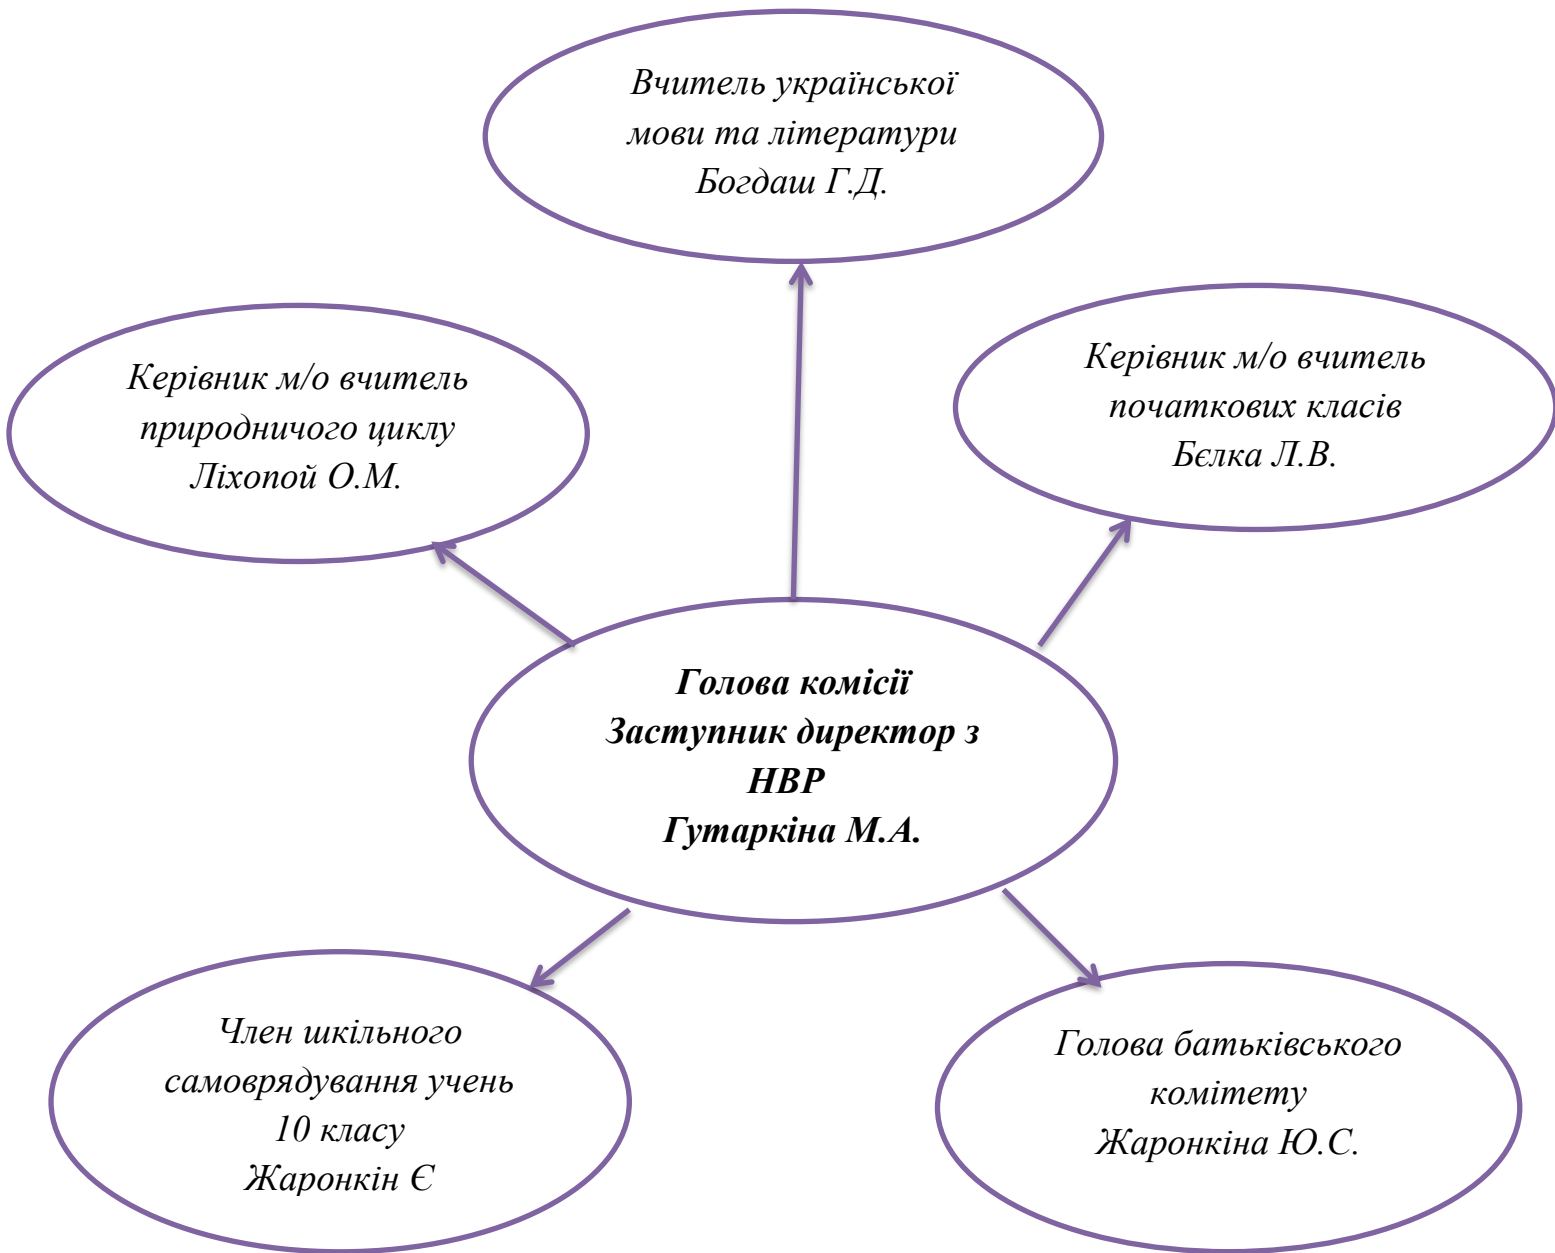 Вчитель української
мови та літератури
Богдаш Г.Д.
Керівник м/о вчитель
природничого циклу
Ліхопой О.М.
Керівник м/о вчитель
початкових класів
Бєлка Л.В.
Голова комісії
Заступник директор з
НВР
Гутаркіна М.А.
Член шкільного
самоврядування учень
10 класу
Жаронкін Є
Голова батьківського
комітету
Жаронкіна Ю.С.